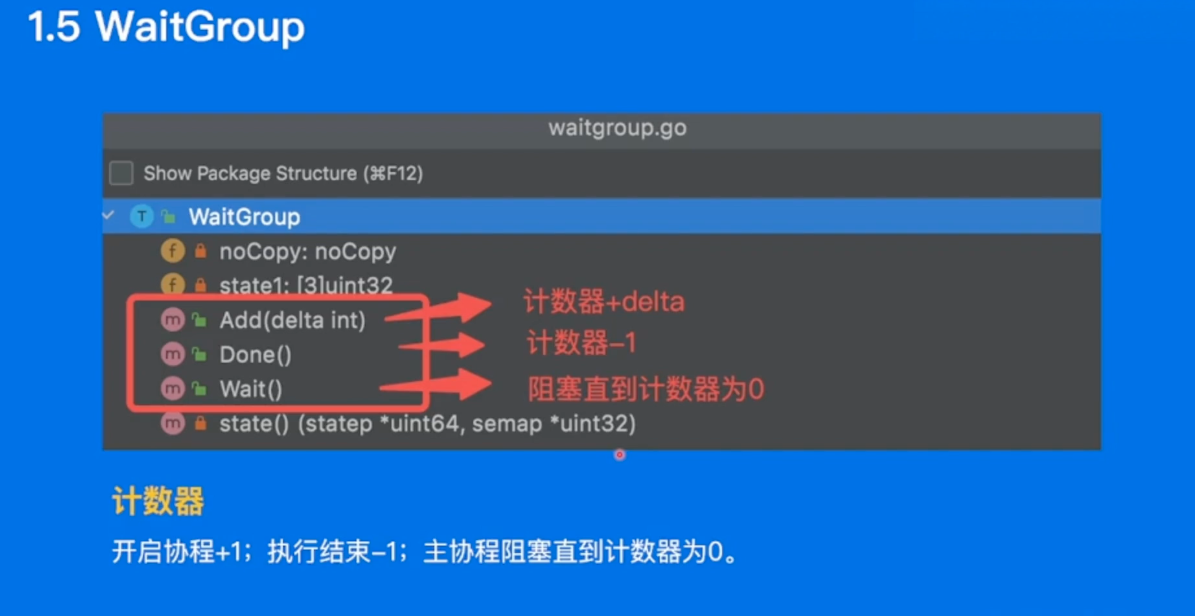 1.5 WaitGroup
waitgroup.go
Show Package Structure (⌘F12)
T WaitGroup
f noCopy: noCopy
f state1: [3]uint32
m Add(delta int) 计数器+delta
m Done() 计数器-1
m Wait() 阻塞直到计数器为0
m state() (statep *uint64, semap *uint32)
计数器
开启协程+1；执行结束-1；主协程阻塞直到计数器为0。